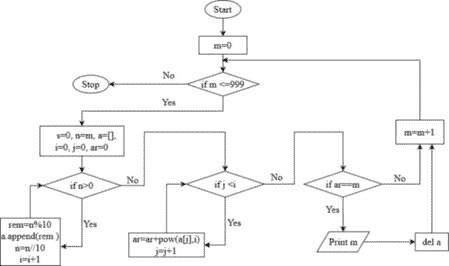 Start
m=0
if m <=999
No
Stop
Yes
s=0, n=m, a=[],
i=0, j=0, ar=0
if n>0
No
Yes
rem=n%10
a.append(rem )
n=n//10
i=i+1
if j <i
No
Yes
ar=ar+pow(a[j],i)
j=j+1
if ar==m
No
Yes
Print m
del a
m=m+1